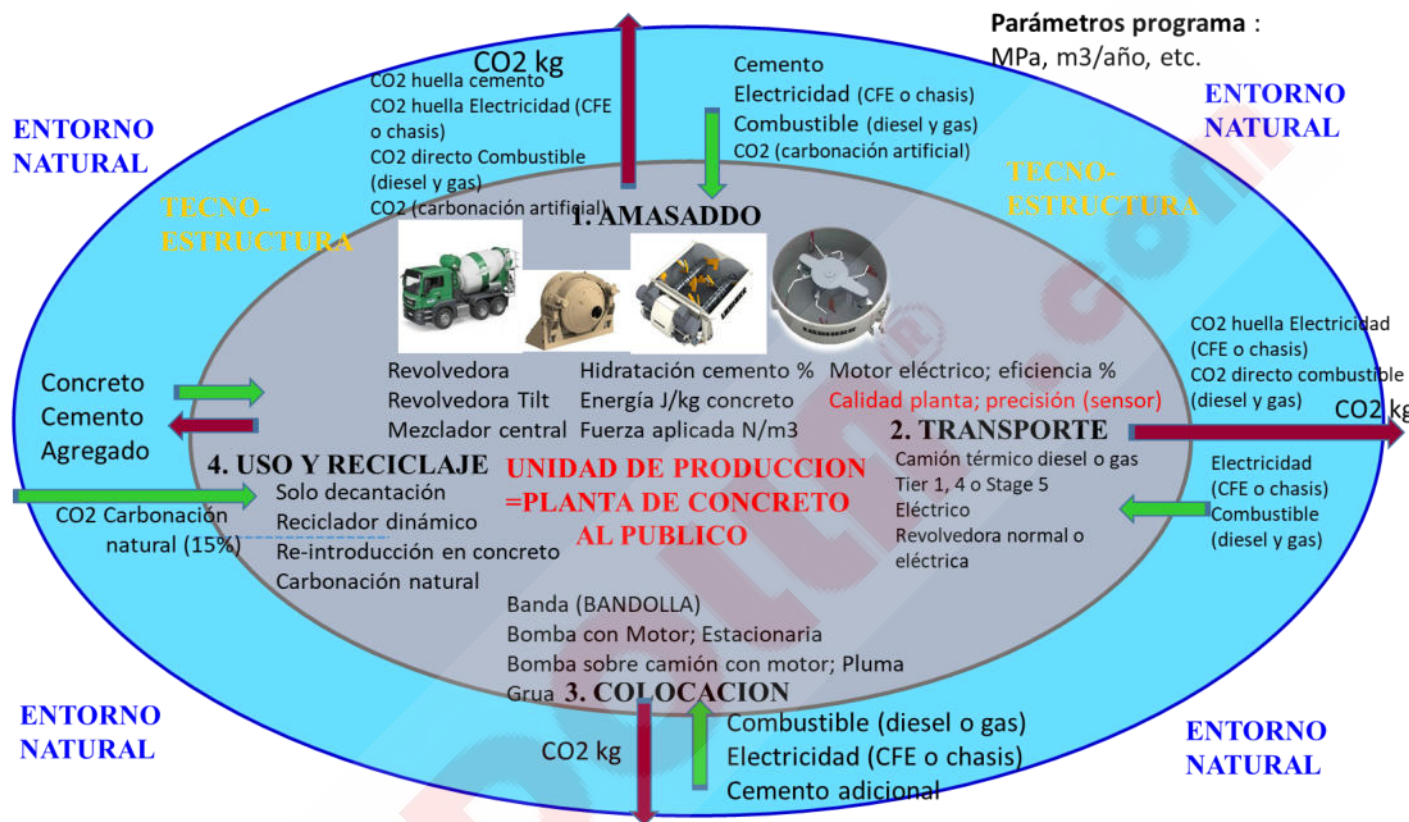 Parámetros programa :
MPa, m3/año, etc.
CO2 kg
CO2 huella cemento
CO2 huella Electricidad (CFE
o chasis)
CO2 directo Combustible
(diesel y gas)
CO2 (carbonación artificial)
Cemento
Electricidad (CFE o chasis)
Combustible (diesel y gas)
CO2 (carbonación artificial)
ENTORNO
NATURAL
ENTORNO
NATURAL
TECNO-
ESTRUCTURA
TECNO-
ESTRUCTURA
1. AMASADDO
LIEBHERR
Revolvedora
Revolvedora Tilt
Mezclador central
Hidratación cemento %
Energía J/kg concreto
Fuerza aplicada N/m3
Motor eléctrico; eficiencia %
Calidad planta; precisión (sensor)
2. TRANSPORTE
Camión térmico diesel o gas
Tier 1, 4 o Stage 5
Eléctrico
Revolvedora normal o
eléctrica
CO2 huella Electricidad
(CFE o chasis)
CO2 directo combustible
(diesel y gas)
CO2 kg
Electricidad
(CFE o chasis)
Combustible
(diesel y gas)
Concreto
Cemento
Agregado
CO2 Carbonación
natural (15%)
4. USO Y RECICLAJE
Solo decantación
Reciclador dinámico
Re-introducción en concreto
Carbonación natural
UNIDAD DE PRODUCCION
=PLANTA DE CONCRETO
AL PUBLICO
Banda (BANDOLLA)
Bomba con Motor; Estacionaria
Bomba sobre camión con motor; Pluma
Grua
3. COLOCACION
CO2 kg
Combustible (diesel o gas)
Electricidad (CFE o chasis)
Cemento adicional
ENTORNO
NATURAL
ENTORNO
NATURAL
®
.com